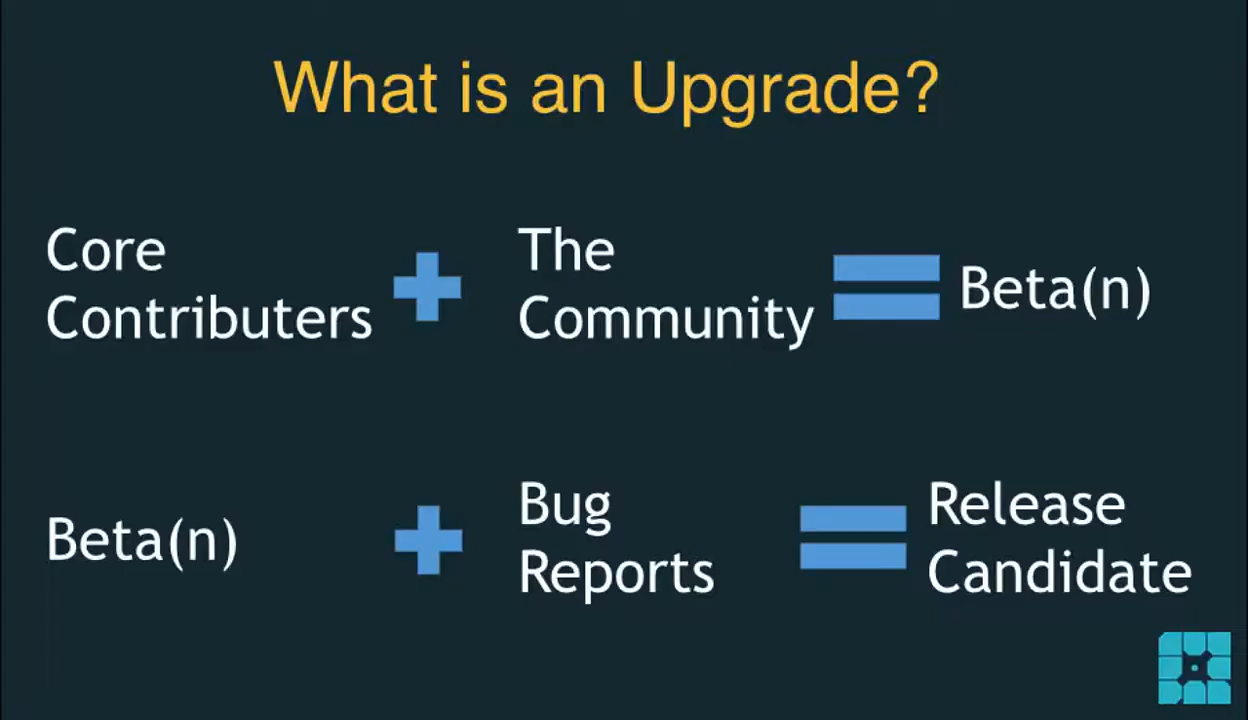 What is an Upgrade?
Core
Contributers
The
Community
Beta(n)
Beta(n)
Bug
Reports
Release
Candidate